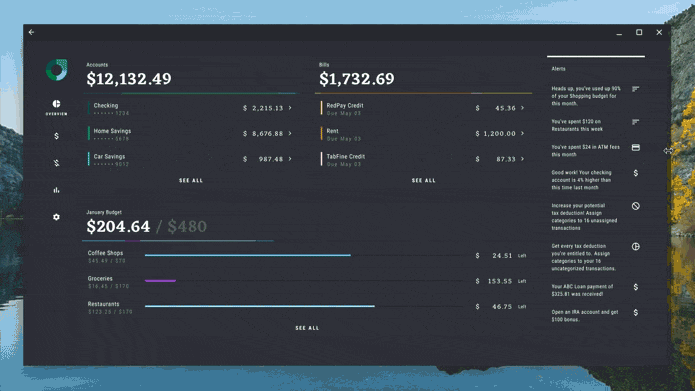 Accounts
$12,132.49
Checking
······1234
$ 2,215.13
Home Savings
$ 8,676.88
Car Savings
······9012
$ 987.48
SEE ALL
Bills
$1,732.69
RedPay Credit
Due May 03
$ 45.36
Rent
Due May 03
$ 1,200.00
TabFine Credit
Due May 03
$ 87.33
SEE ALL
OVERVIEW
January Budget
$204.64 / $480
Coffee Shops
$45.49 / $70
$ 24.51 Left
Groceries
$16.45 / $170
$ 153.55 Left
Restaurants
$123.25 / $170
$ 46.75 Left
SEE ALL
Alerts
Heads up, you've used up 90%
of your Shopping budget for
this month.
You've spent $120 on
Restaurants this week
You've spent $24 in ATM fees
this month
Good work! Your checking
account is 4% higher than
this time last month
Increase your potential
tax deduction! Assign
categories to 16 unassigned
transactions
Get every tax deduction
you're entitled to. Assign
categories to your 16
uncategorized transactions.
Your ABC Loan payment of
$325.81 was received!
Open an IRA account and get
$100 bonus.